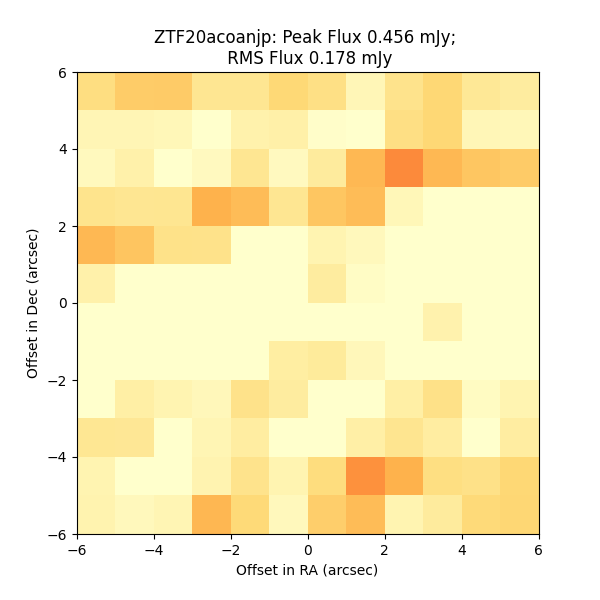 ZTF20acoanjp: Peak Flux 0.456 mJy;
RMS Flux 0.178 mJy
6
4
2
0
−2
−4
−6
Offset in Dec (arcsec)
−6 −4 −2 0 2 4 6
Offset in RA (arcsec)